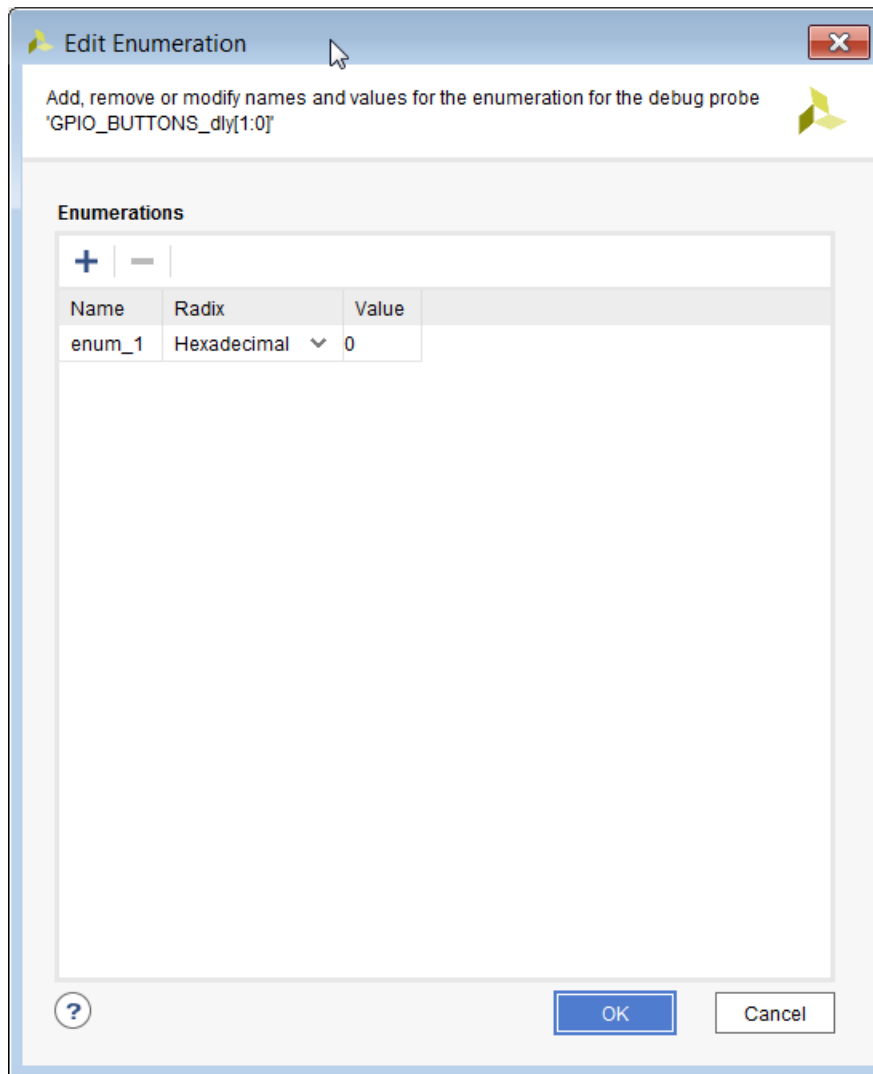 Edit Enumeration
Add, remove or modify names and values for the enumeration for the debug probe
'GPIO_BUTTONS_dly[1:0]'
Enumerations
Name Radix Value
enum_1 Hexadecimal 0
?
OK Cancel